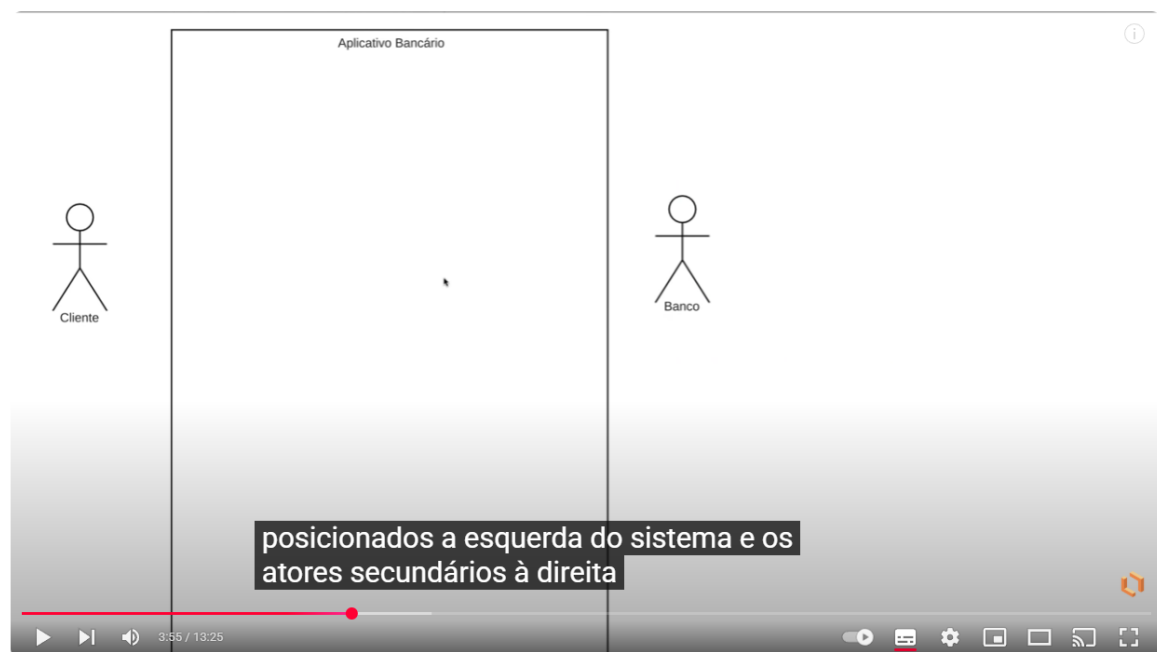 Aplicativo Bancário
Cliente
Banco
posicionados a esquerda do sistema e os
atores secundários à direita
3:55 / 13:25